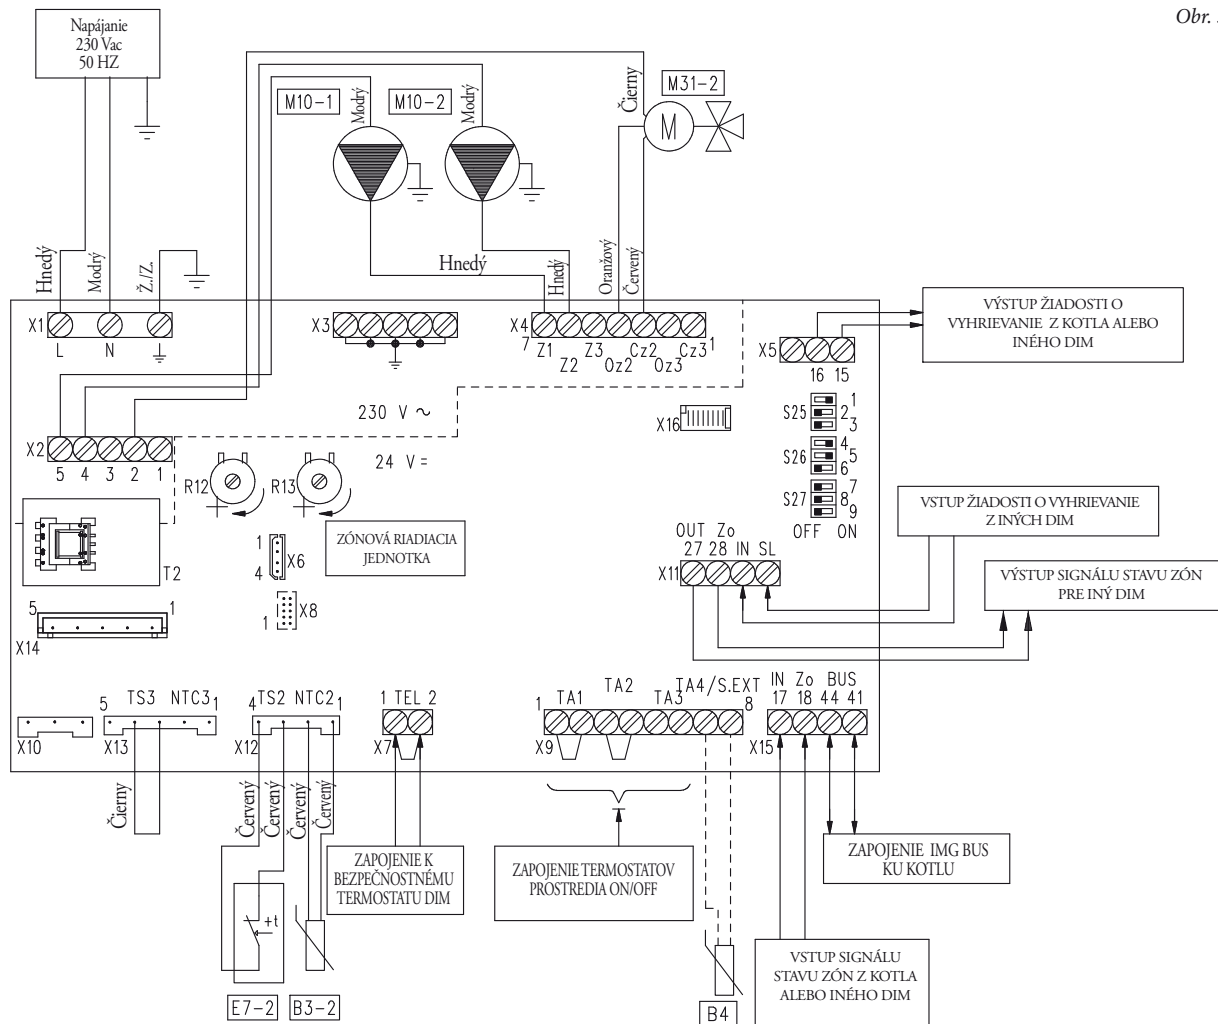 Obr.
Napájanie
230 Vac
50 HZ
M10-1
Modrý
M10-2
Modrý
Čierny
M31-2
M
Hnedý
Modrý
Ž./Z.
Hnedý
Hnedý
Oranžový
Červený
X1
L N
X3
X4
7 1
Z1 Z3 Cz2 Cz3
Z2 Oz2 Oz3
X5
16 15
VÝSTUP ŽIADOSTI O
VYHRIEVANIE Z KOTLA ALEBO
INÉHO DIM
230 V ~
24 V =
X16
S25
1
2
3
S26
4
5
6
S27
7
8
9
OFF ON
X2
5 4 3 2 1
R12
R13
ZÓNOVÁ RIADIACA
JEDNOTKA
T2
1
4
X6
1
X8
5 1
X14
VSTUP ŽIADOSTI O VYHRIEVANIE
Z INÝCH DIM
OUT Zo
27 28 IN SL
X11
VÝSTUP SIGNÁLU STAVU ZÓN
PRE INÝ DIM
X10
5 TS3 NTC3 1
X13
4 TS2 NTC2 1
X12
1 TEL 2
X7
1 TA1 TA2 TA3 TA4/S.EXT 8
X9
IN Zo BUS
17 18 44 41
X15
Čierny
Červený
Červený
Červený
Červený
ZAPOJENIE K
BEZPEČNOSTNÉMU
TERMOSTATU DIM
ZAPOJENIE TERMOSTATOV
PROSTREDIA ON/OFF
ZAPOJENIE IMG BUS
KU KOTLU
+t
E7-2
B3-2
B4
VSTUP SIGNÁLU
STAVU ZÓN Z KOTLA
ALEBO INÉHO DIM